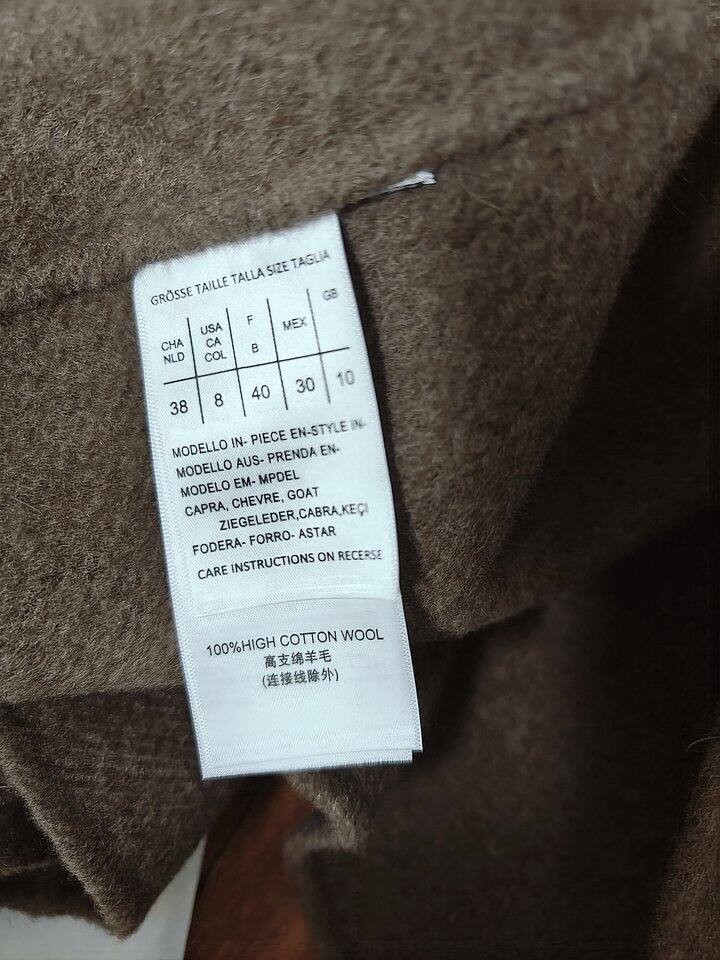 GRÖSSE TAILLE TALLA SIZE TAGLIA
CHA NLD USA CA COL F B MEX GB
38 8 40 30 10
MODELLO IN- PIECE EN-STYLE IN-
MODELLO AUS- PRENDA EN-
MODELO EM- MPDEL
CAPRA, CHEVRE, GOAT
ZIEGELEDER,CABRA,KEÇI
FODERA- FORRO- ASTAR
CARE INSTRUCTIONS ON RECERSE
100%HIGH COTTON WOOL
高支绵羊毛
(连接线除外)